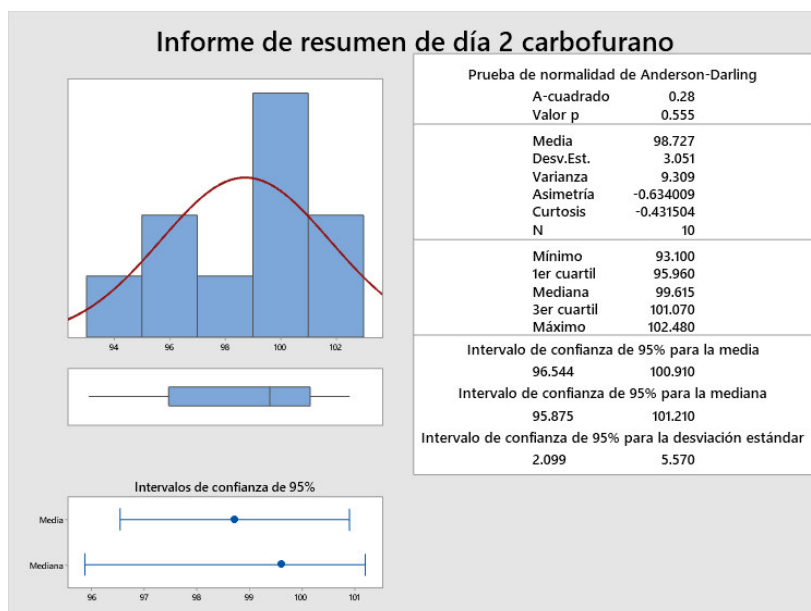 Informe de resumen de día 2 carbofurano
94 96 98 100 102
Intervalos de confianza de 95%
Media
Mediana
96 97 98 99 100 101
Prueba de normalidad de Anderson-Darling
A-cuadrado 0.28
Valor p 0.555
Media 98.727
Desv.Est. 3.051
Varianza 9.309
Asimetría -0.634009
Curtosis -0.431504
N 10
Mínimo 93.100
1er cuartil 95.960
Mediana 99.615
3er cuartil 101.070
Máximo 102.480
Intervalo de confianza de 95% para la media
96.544 100.910
Intervalo de confianza de 95% para la mediana
95.875 101.210
Intervalo de confianza de 95% para la desviación estándar
2.099 5.570